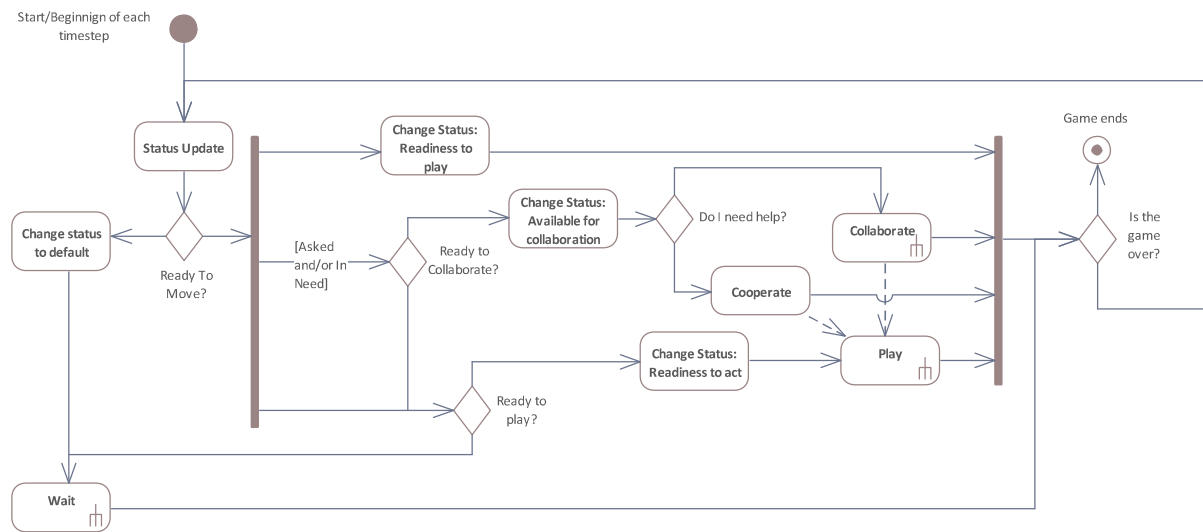 Start/Beginnign of each
timestep
Game ends
Status Update
Change Status:
Readiness to
play
Change status
to default
Ready To
Move?
[Asked
and/or In
Need]
Ready to
Collaborate?
Change Status:
Available for
collaboration
Do I need help?
Collaborate
Is the
game
over?
Cooperate
Change Status:
Readiness to act
Play
Ready to
play?
Wait